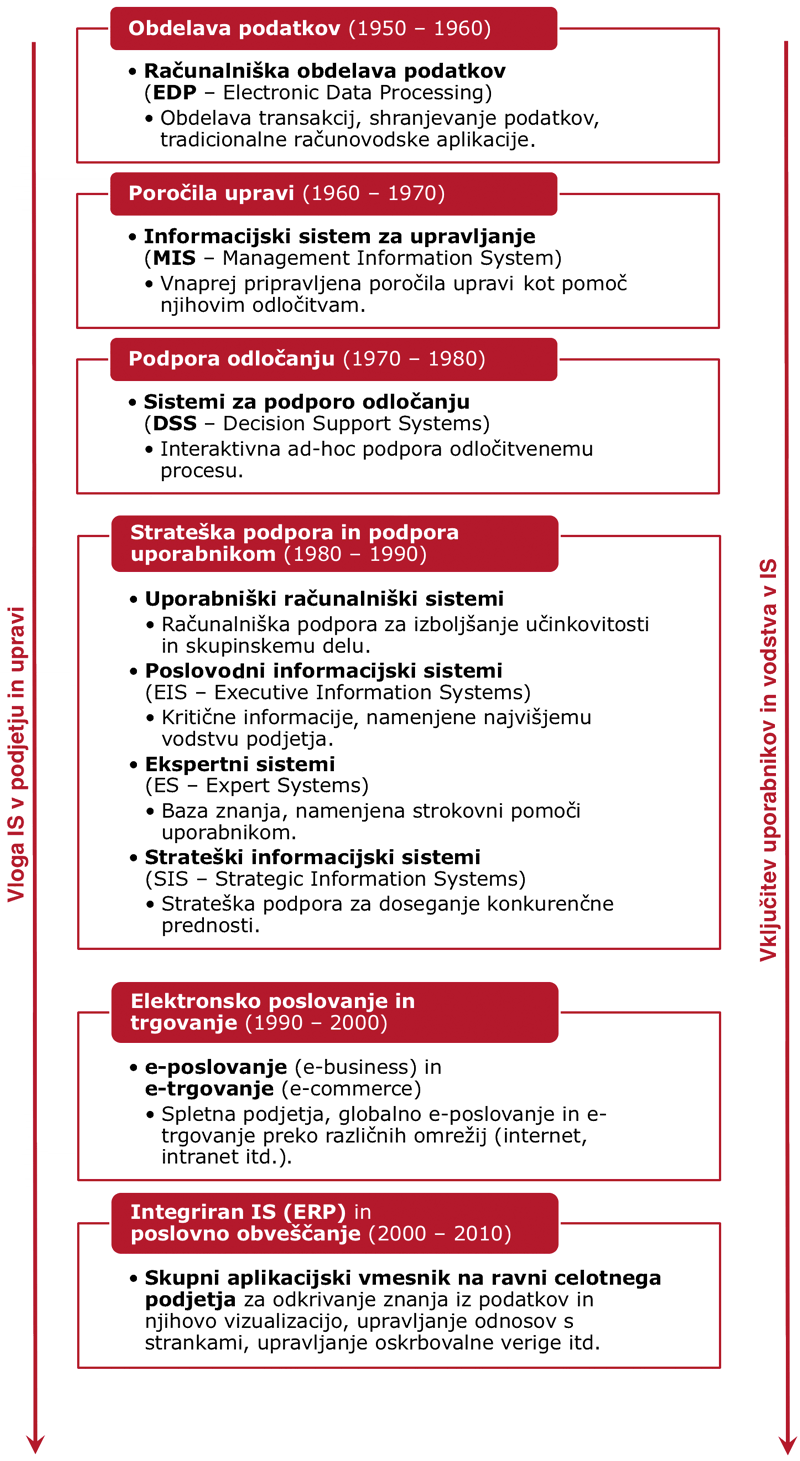 Obdelava podatkov (1950 – 1960)
• Računalniška obdelava podatkov
(EDP – Electronic Data Processing)
• Obdelava transakcij, shranjevanje podatkov,
tradicionalne računovodske aplikacije.
Poročila upravi (1960 – 1970)
• Informacijski sistem za upravljanje
(MIS – Management Information System)
• Vnaprej pripravljena poročila upravi kot pomoč
njihovim odločitvam.
Podpora odločanju (1970 – 1980)
• Sistemi za podporo odločanju
(DSS – Decision Support Systems)
• Interaktivna ad-hoc podpora odločitvenemu
procesu.
Strateška podpora in podpora
uporabnikom (1980 – 1990)
• Uporabniški računalniški sistemi
• Računalniška podpora za izboljšanje učinkovitosti
in skupinskemu delu.
• Poslovodni informacijski sistemi
(EIS – Executive Information Systems)
• Kritične informacije, namenjene najvišjemu
vodstvu podjetja.
• Ekspertni sistemi
(ES – Expert Systems)
• Baza znanja, namenjena strokovni pomoči
uporabnikom.
• Strateški informacijski sistemi
(SIS – Strategic Information Systems)
• Strateška podpora za doseganje konkurenčne
prednosti.
Elektronsko poslovanje in
trgovanje (1990 – 2000)
• e-poslovanje (e-business) in
e-trgovanje (e-commerce)
• Spletna podjetja, globalno e-poslovanje in e-
trgovanje preko različnih omrežij (internet,
intranet itd.).
Integriran IS (ERP) in
poslovno obveščanje (2000 – 2010)
• Skupni aplikacijski vmesnik na ravni celotnega
podjetja za odkrivanje znanja iz podatkov in
njihovo vizualizacijo, upravljanje odnosov s
strankami, upravljanje oskrbovalne verige itd.
Vloga IS v podjetju in upravi
Vključitev uporabnikov in vodstva v IS